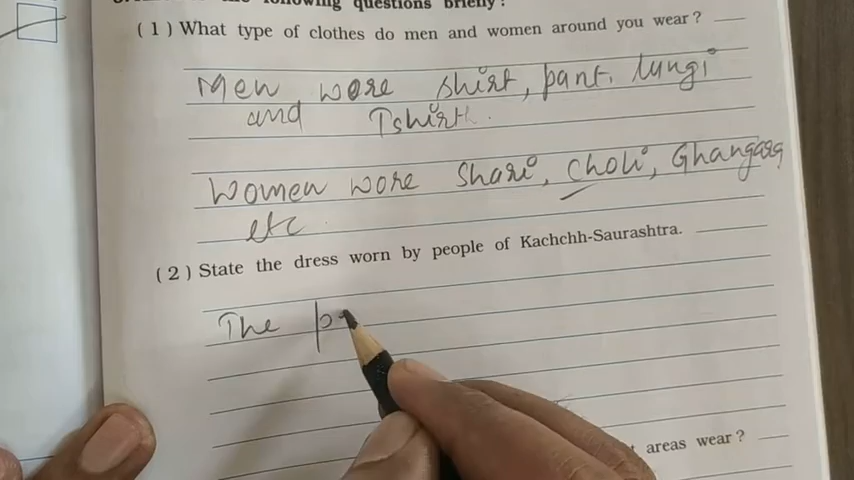 following questions briefly:
( 1 ) What type of clothes do men and women around you wear?
Men wore shirt, pant, lungi
and Tshirt.
Women wore Shari, Choli, Ghangara
etc
( 2 ) State the dress worn by people of Kachchh-Saurashtra.
The
areas wear?